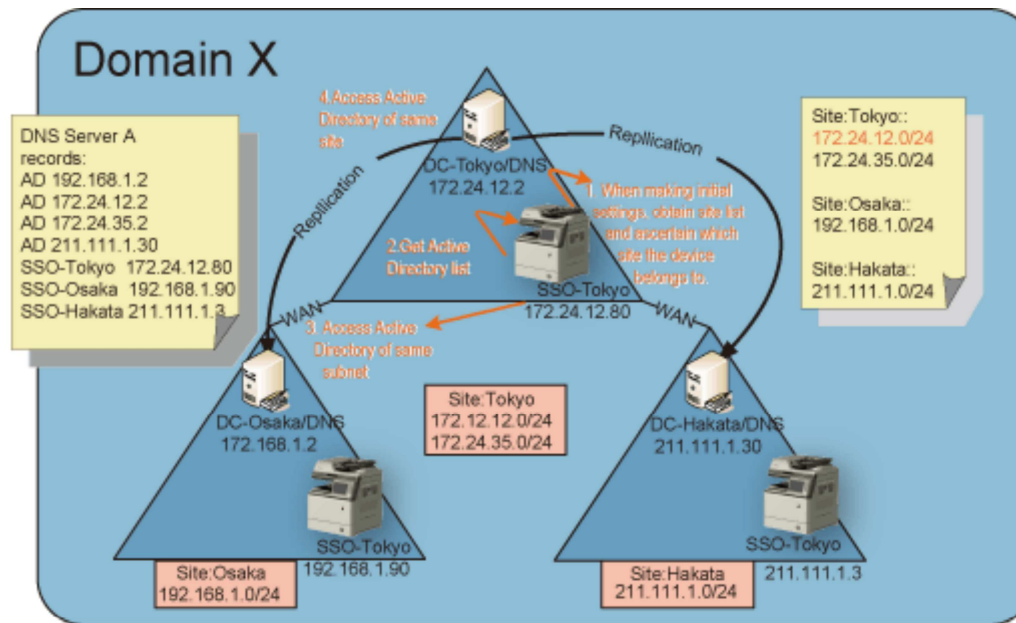 Domain X
DNS Server A
records:
AD 192.168.1.2
AD 172.24.12.2
AD 172.24.35.2
AD 211.111.1.30
SSO-Tokyo 172.24.12.80
SSO-Osaka 192.168.1.90
SSO-Hakata 211.111.1.3
4.Access Active
Directory of same
site
Repllication
Repllication
DC-Tokyo/DNS
172.24.12.2
1. When making initial
settings, obtain site list
and ascertain which
site the device
belongs to.
2.Get Active
Directory list
SSO-Tokyo
172.24.12.80
Site:Tokyo::
172.24.12.0/24
172.24.35.0/24
Site:Osaka::
192.168.1.0/24
Site:Hakata::
211.111.1.0/24
WAN
WAN
3. Access Active
Directory of same
subnet
Site:Tokyo
172.12.12.0/24
172.24.35.0/24
DC-Osaka/DNS
172.168.1.2
SSO-Tokyo
192.168.1.90
Site:Osaka
192.168.1.0/24
DC-Hakata/DNS
211.111.1.30
SSO-Tokyo
211.111.1.3
Site:Hakata
211.111.1.0/24